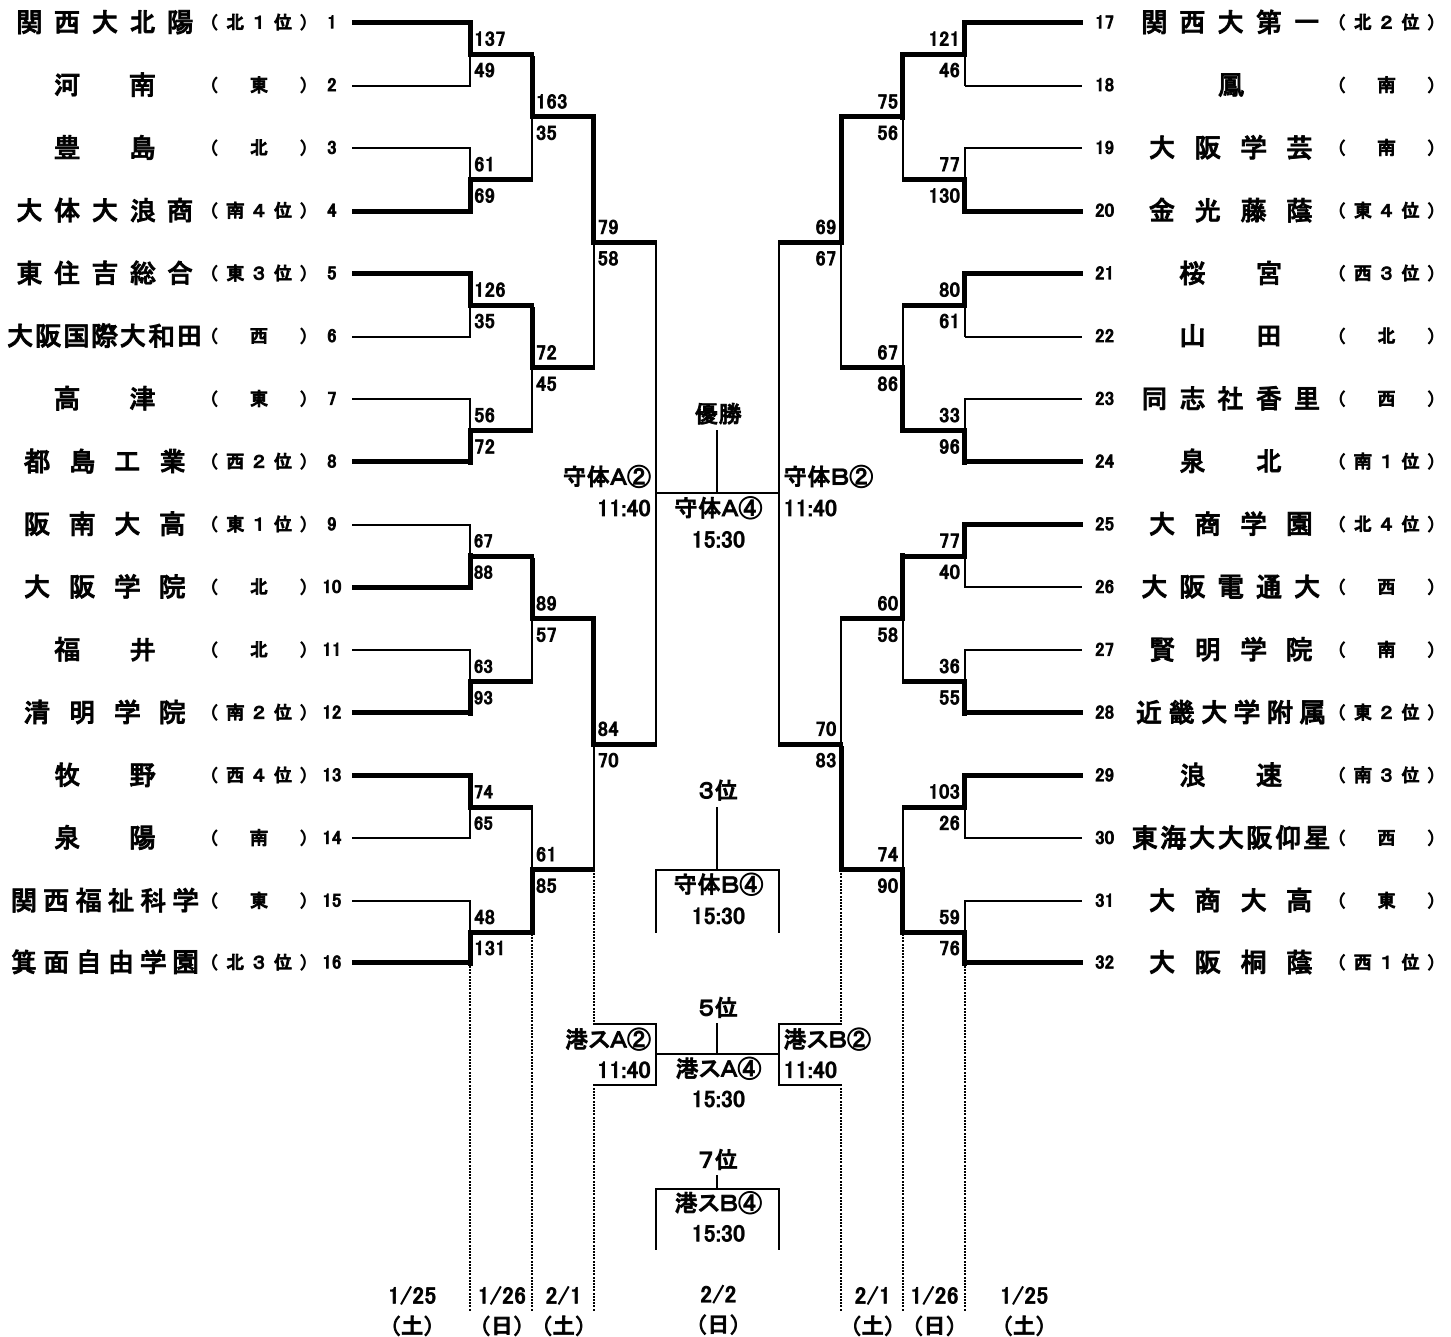 関西大北陽 (北1位) 1
137
49
河南 (東) 2
163
35
豊島 (北) 3
61
69
大体大浪商 (南4位) 4
79
58
東住吉総合 (東3位) 5
126
35
大阪国際大和田 (西) 6
72
45
高津 (東) 7
56
72
都島工業 (西2位) 8
阪南大高 (東1位) 9
67
88
大阪学院 (北) 10
89
57
福井 (北) 11
63
93
清明学院 (南2位) 12
84
70
牧野 (西4位) 13
74
65
泉陽 (南) 14
61
85
関西福祉科学 (東) 15
48
131
箕面自由学園 (北3位) 16
優勝
守体A②
11:40
守体A④
15:30
守体B②
11:40
3位
守体B④
15:30
5位
港スA②
11:40
港スA④
15:30
港スB②
11:40
7位
港スB④
15:30
17 関西大第一 (北2位)
121
46
18 鳳 (南)
75
56
19 大阪学芸 (南)
77
130
20 金光藤蔭 (東4位)
69
67
21 桜宮 (西3位)
80
61
22 山田 (北)
67
86
23 同志社香里 (西)
33
96
24 泉北 (南1位)
25 大商学園 (北4位)
77
40
26 大阪電通大 (西)
60
58
27 賢明学院 (南)
36
55
28 近畿大学附属 (東2位)
70
83
29 浪速 (南3位)
103
26
30 東海大大阪仰星 (西)
74
90
31 大商大高 (東)
59
76
32 大阪桐蔭 (西1位)
1/25 1/26 2/1 2/2 2/1 1/26 1/25
(土) (日) (土) (日) (土) (日) (土)